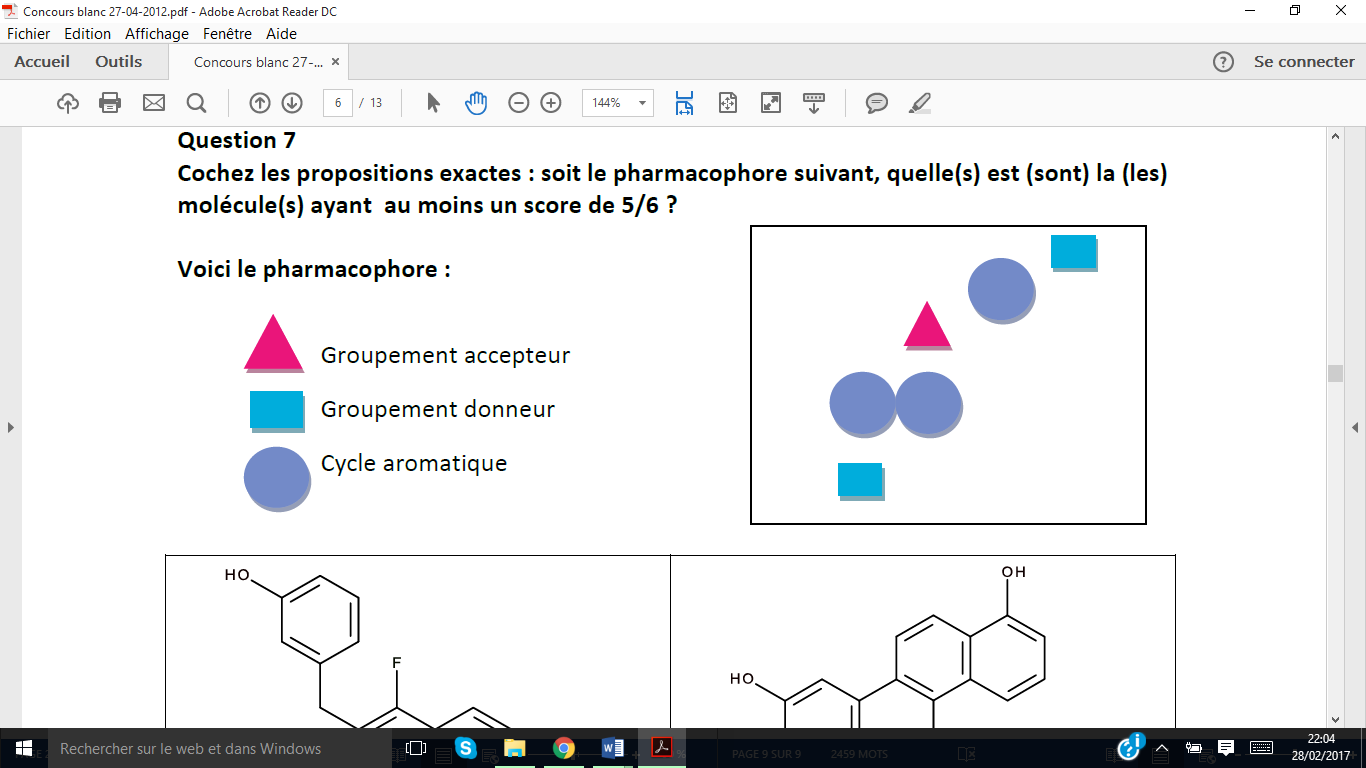 Concours blanc 27-04-2012.pdf - Adobe Acrobat Reader DC
Fichier Edition Affichage Fenêtre Aide
Accueil Outils Concours blanc 27-... × ? Se connecter
6 / 13 144%
Question 7
Cochez les propositions exactes : soit le pharmacophore suivant, quelle(s) est (sont) la (les)
molécule(s) ayant au moins un score de 5/6 ?
Voici le pharmacophore :
Groupement accepteur
Groupement donneur
Cycle aromatique
HO
F
OH
HO
Rechercher sur le web et dans Windows
PAGE 9 SUR 9 2459 MOTS
22:04
28/02/2017